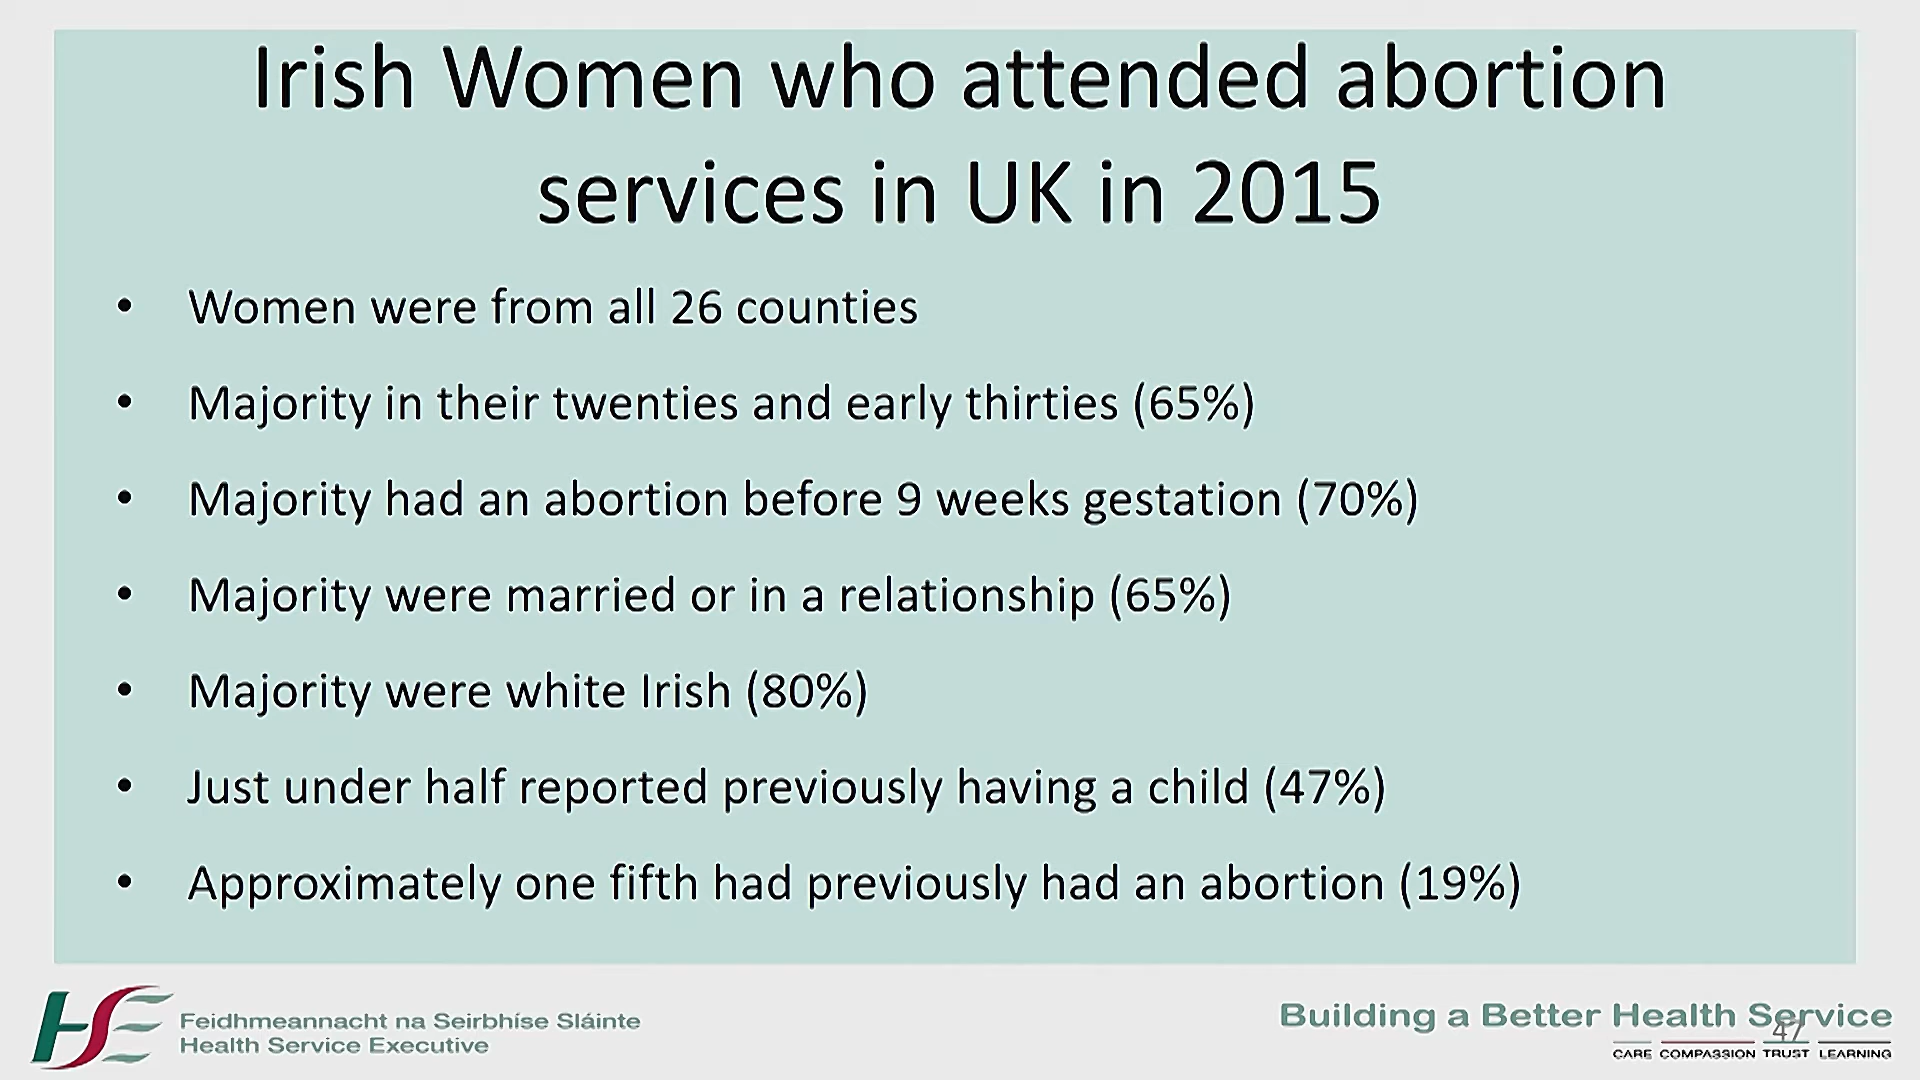 Irish Women who attended abortion
services in UK in 2015
• Women were from all 26 counties
• Majority in their twenties and early thirties (65%)
• Majority had an abortion before 9 weeks gestation (70%)
• Majority were married or in a relationship (65%)
• Majority were white Irish (80%)
• Just under half reported previously having a child (47%)
• Approximately one fifth had previously had an abortion (19%)
HSE
Feidhmeannacht na Seirbhíse Sláinte
Health Service Executive
Building a Better Health Service
47
CARE COMPASSION TRUST LEARNING